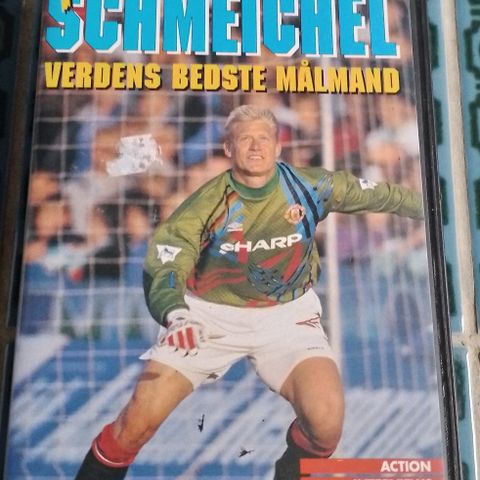 SCHMEICHEL
VERDENS BEDSTE MÅLMAND
SHARP
ACTION